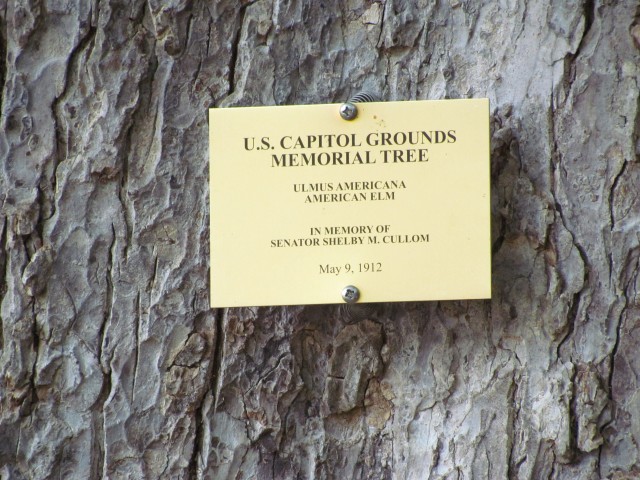 U.S. CAPITOL GROUNDS
MEMORIAL TREE
ULMUS AMERICANA
AMERICAN ELM
IN MEMORY OF
SENATOR SHELBY M. CULLOM
May 9, 1912